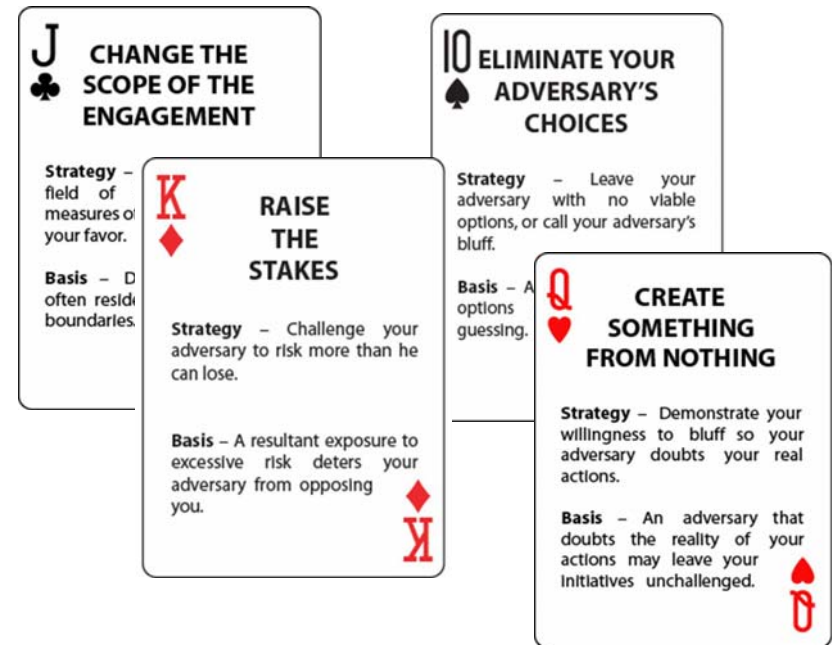 J
CHANGE THE
SCOPE OF THE
ENGAGEMENT
Strategy –
field of
measures
your favor.
Basis –
often
boundaries.
10
ELIMINATE YOUR
ADVERSARY'S
CHOICES
Strategy – Leave your
adversary with no viable
options, or call your adversary's
bluff.
Basis –
options
guessing.
K
RAISE
THE
STAKES
Strategy – Challenge your
adversary to risk more than he
can lose.
Basis – A resultant exposure to
excessive risk deters your
adversary from opposing
you.
K
Q
CREATE
SOMETHING
FROM NOTHING
Strategy – Demonstrate your
willingness to bluff so your
adversary doubts your real
actions.
Basis – An adversary that
doubts the reality of your
actions may leave your
initiatives unchallenged.
Q